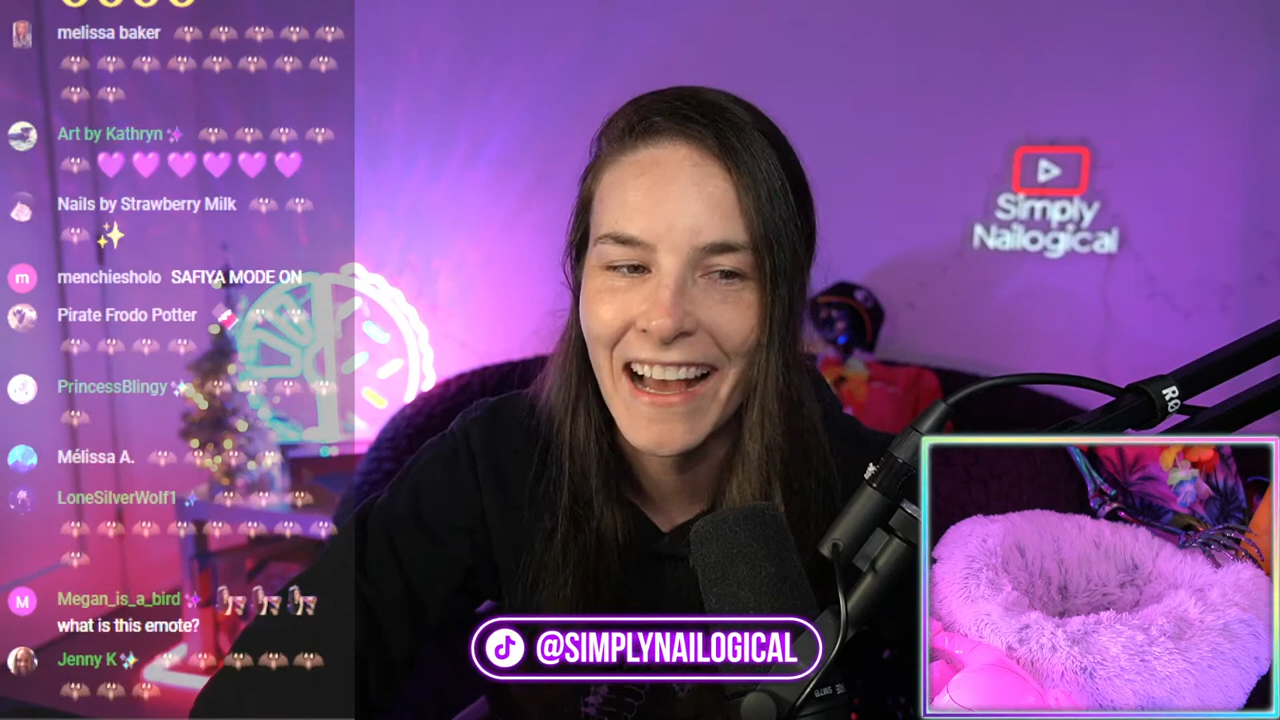 melissa baker
Art by Kathryn
Nails by Strawberry Milk
menchiesholo SAFIYA MODE ON
Pirate Frodo Potter
PrincessBlingy
Mélissa A.
LoneSilverWolf1
Megan_is_a_bird
what is this emote?
Jenny K
m
M
Simply
Nailogical
@SIMPLYNAILOGICAL